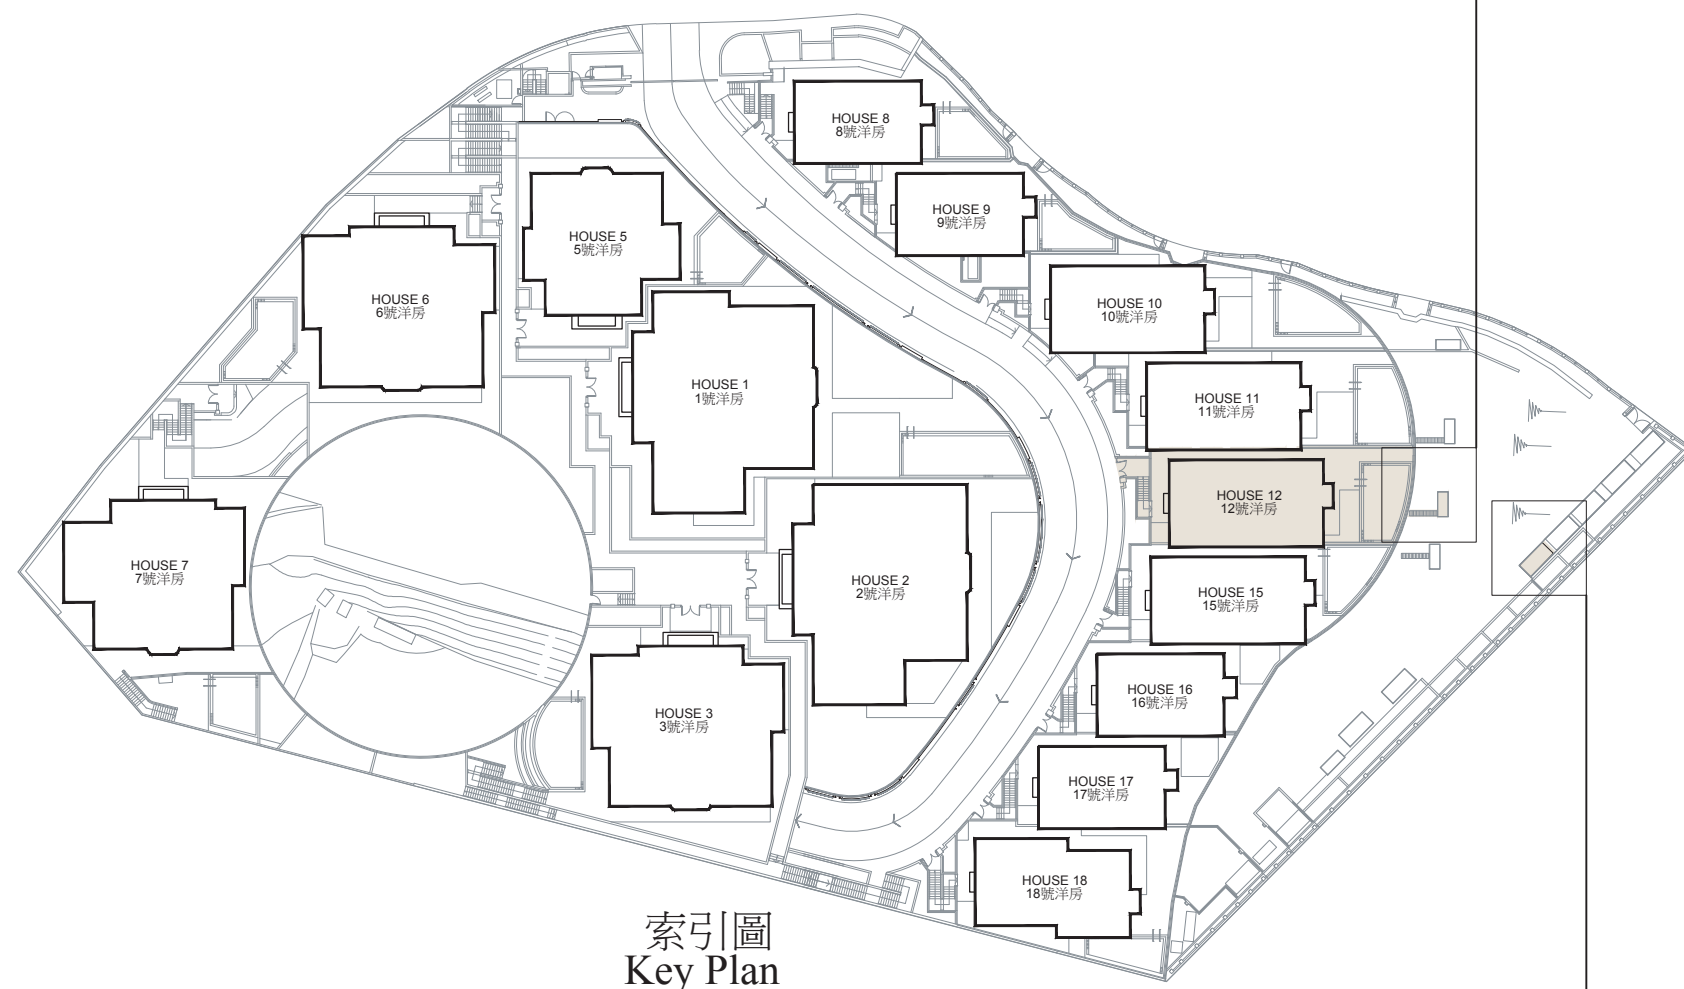 HOUSE 8
8號洋房
HOUSE 9
9號洋房
HOUSE 5
5號洋房
HOUSE 6
6號洋房
HOUSE 10
10號洋房
HOUSE 1
1號洋房
HOUSE 11
11號洋房
HOUSE 12
12號洋房
HOUSE 7
7號洋房
HOUSE 2
2號洋房
HOUSE 15
15號洋房
HOUSE 16
16號洋房
HOUSE 3
3號洋房
HOUSE 17
17號洋房
HOUSE 18
18號洋房
索引圖
Key Plan